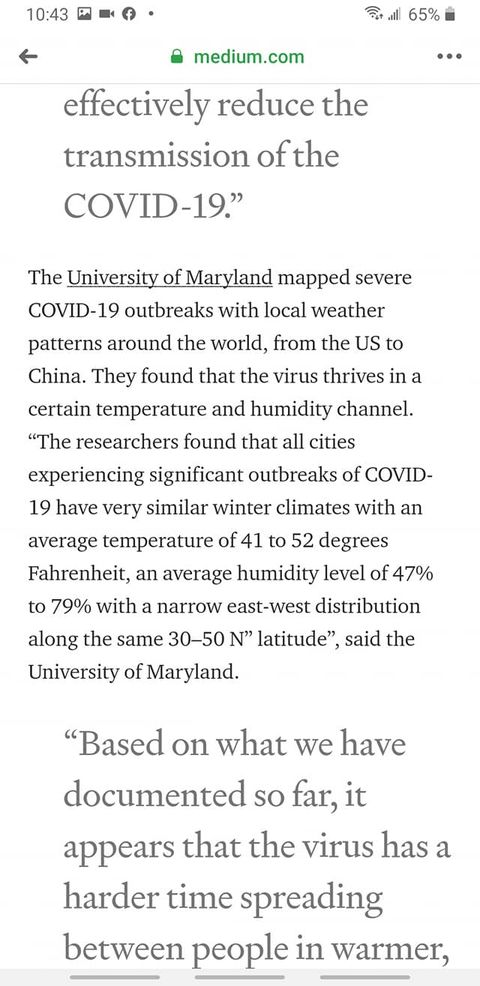 10:43 65%
medium.com
effectively reduce the
transmission of the
COVID-19.”
The University of Maryland mapped severe
COVID-19 outbreaks with local weather
patterns around the world, from the US to
China. They found that the virus thrives in a
certain temperature and humidity channel.
“The researchers found that all cities
experiencing significant outbreaks of COVID-
19 have very similar winter climates with an
average temperature of 41 to 52 degrees
Fahrenheit, an average humidity level of 47%
to 79% with a narrow east-west distribution
along the same 30–50 N” latitude”, said the
University of Maryland.
“Based on what we have
documented so far, it
appears that the virus has a
harder time spreading
between people in warmer,